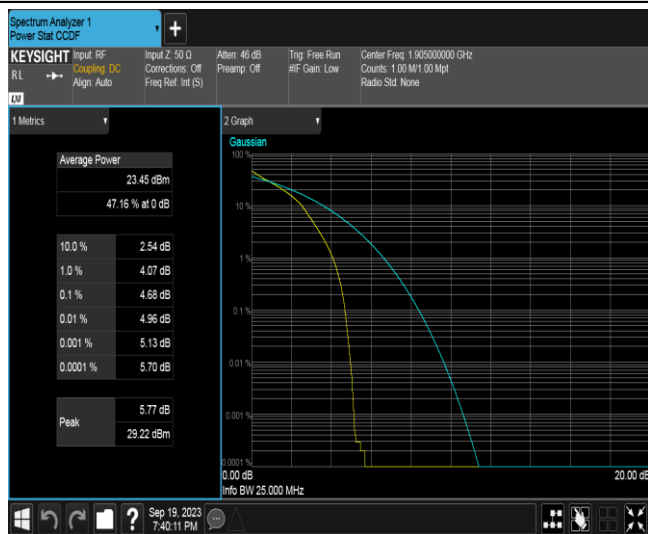 Spectrum Analyzer 1
Power Stat CCDF
KEYSIGHT
RL
LXI
Input: RF
Coupling: DC
Align: Auto
Input Z: 50 Ω
Corrections: Off
Freq Ref: Int (S)
Atten: 46 dB
Preamp: Off
Trig: Free Run
#IF Gain: Low
Center Freq: 1.905000000 GHz
Counts: 1.00 M/1.00 Mpt
Radio Std: None
1 Metrics
Average Power
23.45 dBm
47.16 % at 0 dB
10.0 % 2.54 dB
1.0 % 4.07 dB
0.1 % 4.68 dB
0.01 % 4.96 dB
0.001 % 5.13 dB
0.0001 % 5.70 dB
Peak
5.77 dB
29.22 dBm
2 Graph
Gaussian
100 %
10 %
1 %
0.1 %
0.01 %
0.001 %
0.0001 %
0.00 dB 20.00 dB
Info BW 25.000 MHz
?
Sep 19, 2023
7:40:11 PM